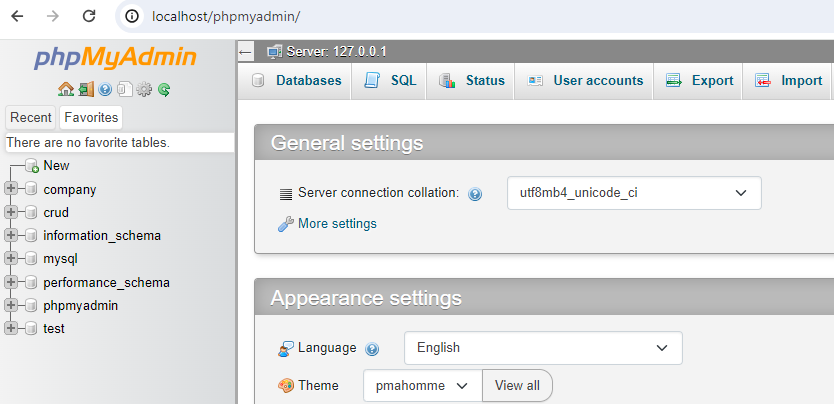 localhost/phpmyadmin/
phpMyAdmin
Server: 127.0.0.1
Databases SQL Status User accounts Export Import
Recent Favorites
There are no favorite tables.
New
company
crud
information_schema
mysql
performance_schema
phpmyadmin
test
General settings
Server connection collation: utf8mb4_unicode_ci
More settings
Appearance settings
Language English
Theme pmahomme View all